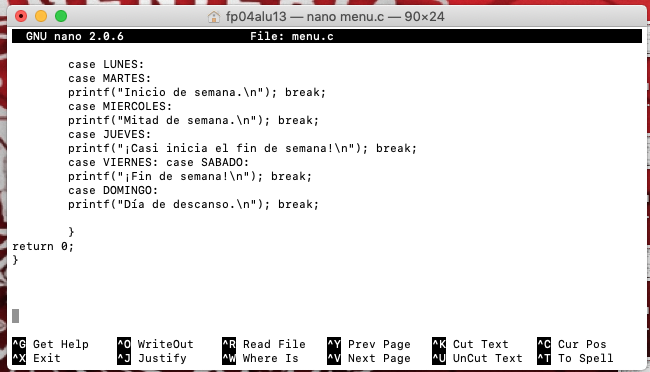 fp04alu13 — nano menu.c — 90×24
GNU nano 2.0.6 File: menu.c
case LUNES:
case MARTES:
printf("Inicio de semana.\n"); break;
case MIERCOLES:
printf("Mitad de semana.\n"); break;
case JUEVES:
printf("¡Casi inicia el fin de semana!\n"); break;
case VIERNES: case SABADO:
printf("¡Fin de semana!\n"); break;
case DOMINGO:
printf("Día de descanso.\n"); break;
}
return 0;
}
^G Get Help ^O WriteOut ^R Read File ^Y Prev Page ^K Cut Text ^C Cur Pos
^X Exit ^J Justify ^W Where Is ^V Next Page ^U UnCut Text ^T To Spell